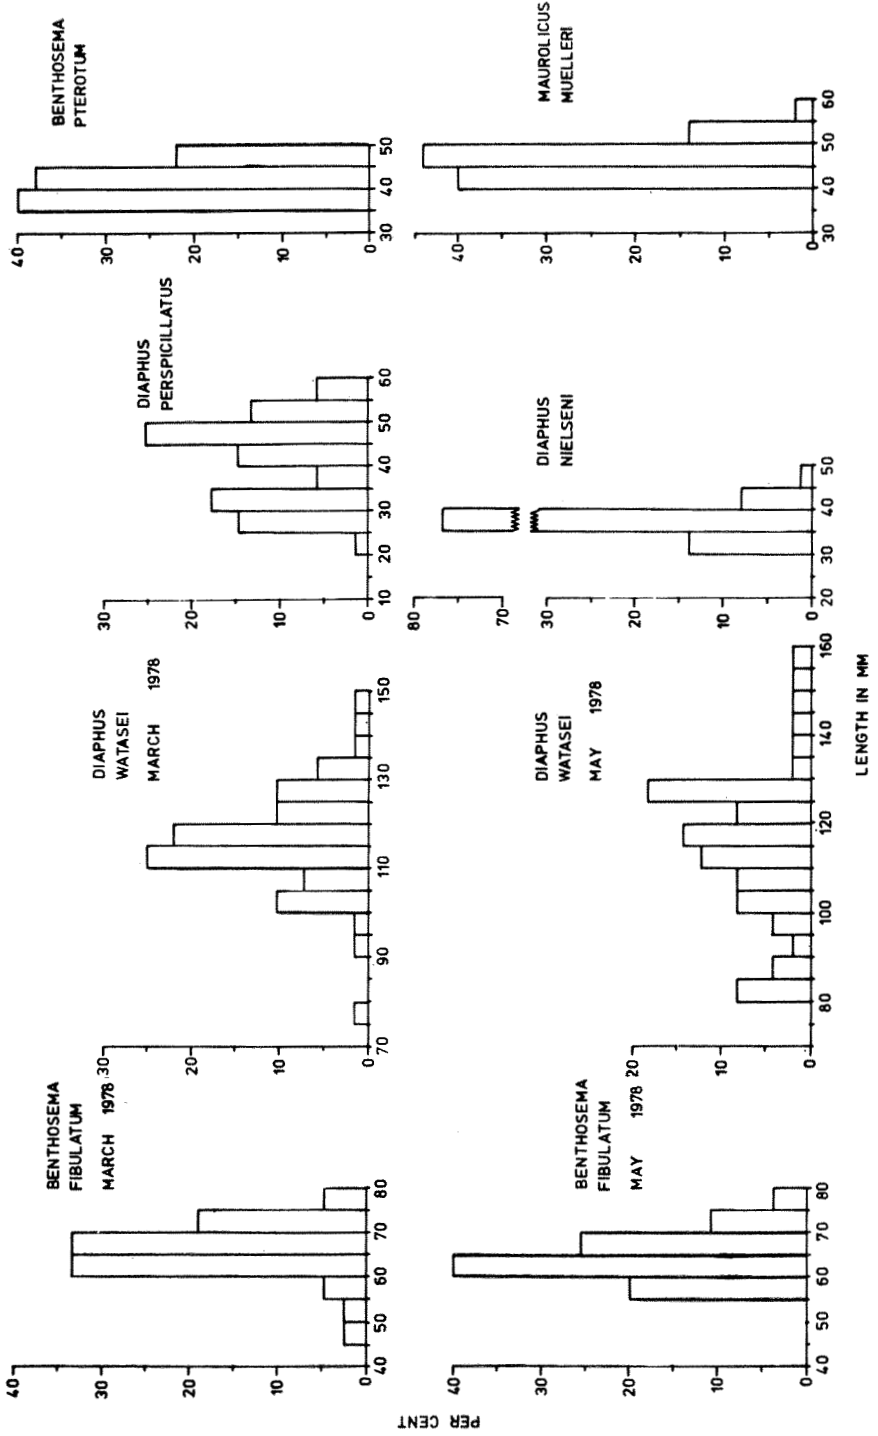 BENTHOSEMA
FIBULATUM
MARCH 1978
40
30
20
10
0
40 50 60 70 80
DIAPHUS
WATASEI
MARCH 1978
30
20
10
0
70 90 110 130 150
DIAPHUS
PERSPICILLATUS
30
20
10
0
10 20 30 40 50 60
BENTHOSEMA
PTEROTUM
40
30
20
10
0
30 40 50
PER CENT
BENTHOSEMA
FIBULATUM
MAY 1978
40
30
20
10
0
40 50 60 70 80
DIAPHUS
WATASEI
MAY 1978
20
10
0
80 100 120 140 160
DIAPHUS
NIELSENI
80
70
30
20
10
0
20 30 40 50
MAUROLICUS
MUELLERI
40
30
20
10
0
30 40 50 60
LENGTH IN MM